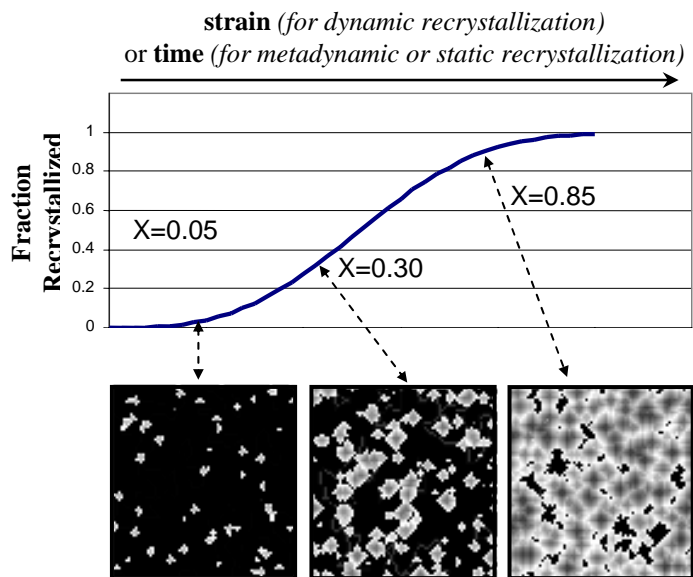 strain (for dynamic recrystallization)
or time (for metadynamic or static recrystallization)
Fraction
Recrystallized
1
0.8
0.6
0.4
0.2
0
X=0.05
X=0.30
X=0.85